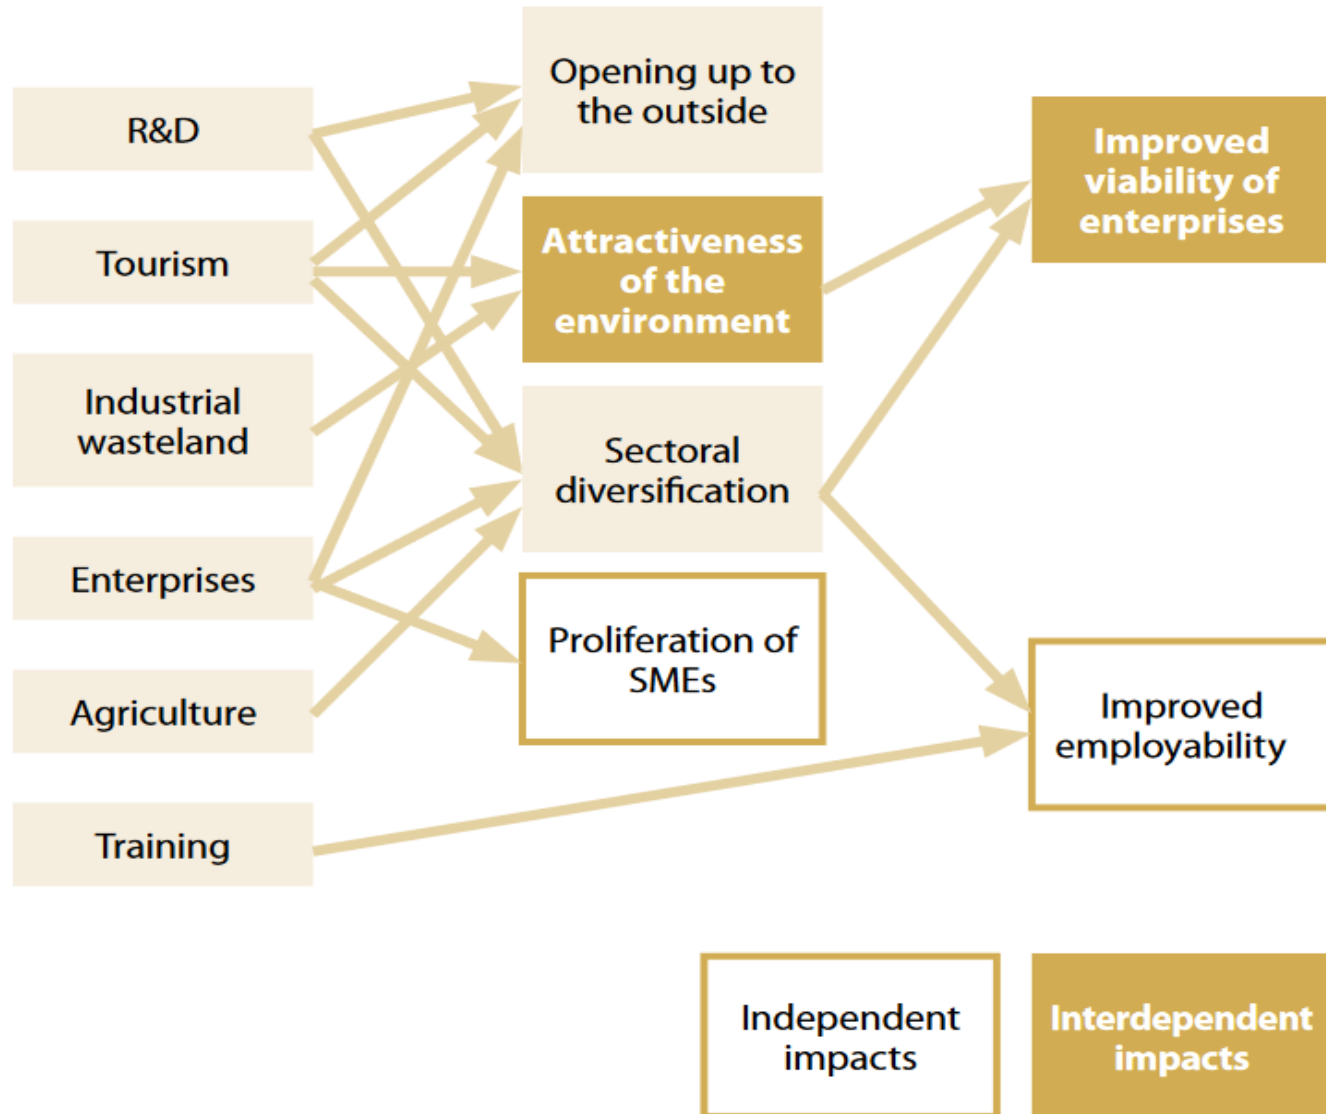 R&D
Tourism
Industrial
wasteland
Enterprises
Agriculture
Training
Opening up to
the outside
Attractiveness
of the
environment
Sectoral
diversification
Proliferation of
SMEs
Improved
viability of
enterprises
Improved
employability
Independent
impacts
Interdependent
impacts